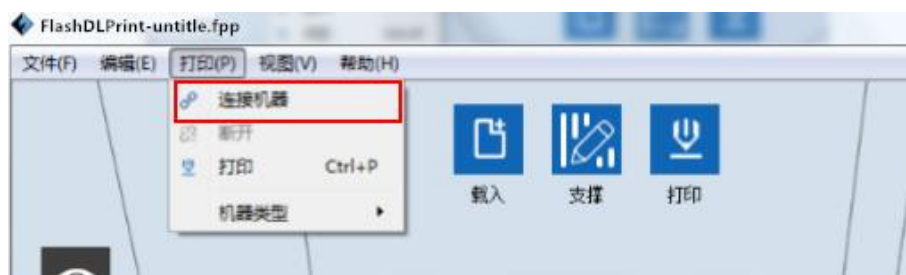 FlashDLPrint-untitle.fpp
文件(F) 编辑(E) 打印(P) 视图(V) 帮助(H)
连接机器
断开
打印 Ctrl+P
机器类型
载入 支撑 打印